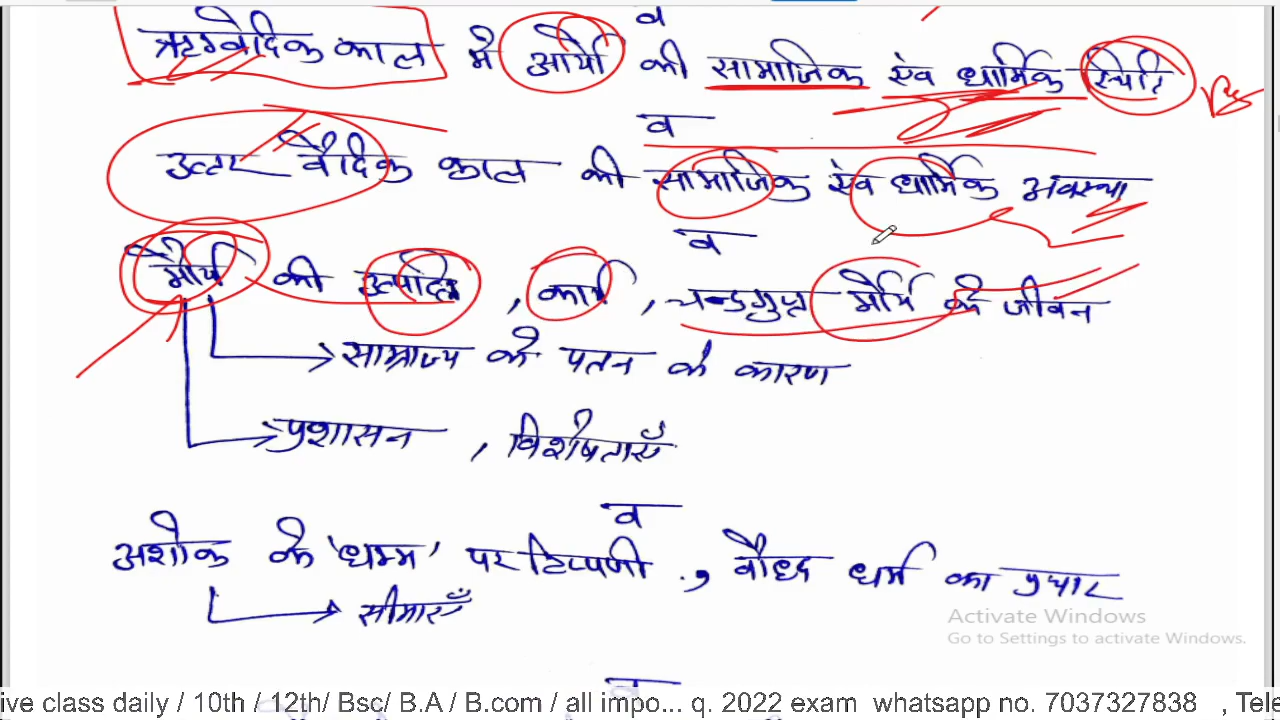 व
ऋग्वेदिक काल में आर्यो की सामाजिक एंव धार्मिक स्थिति
व
उत्तर वैदिक काल की सामाजिक एंव धार्मिक अवस्था
व
मौर्य की उत्पत्ति , कार्य , चन्द्रगुप्त मौर्य की जीवन
साम्राज्य के पतन के कारण
प्रशासन , विशेषताएँ
व
अशोक के 'धम्म' पर टिप्पणी , बौध्द धर्म का प्रचार
सीमाएँ
Activate Windows
Go to Settings to activate Windows.
व
ive class daily / 10th / 12th/ Bsc/ B.A / B.com / all impo... q. 2022 exam whatsapp no. 7037327838 , Tele